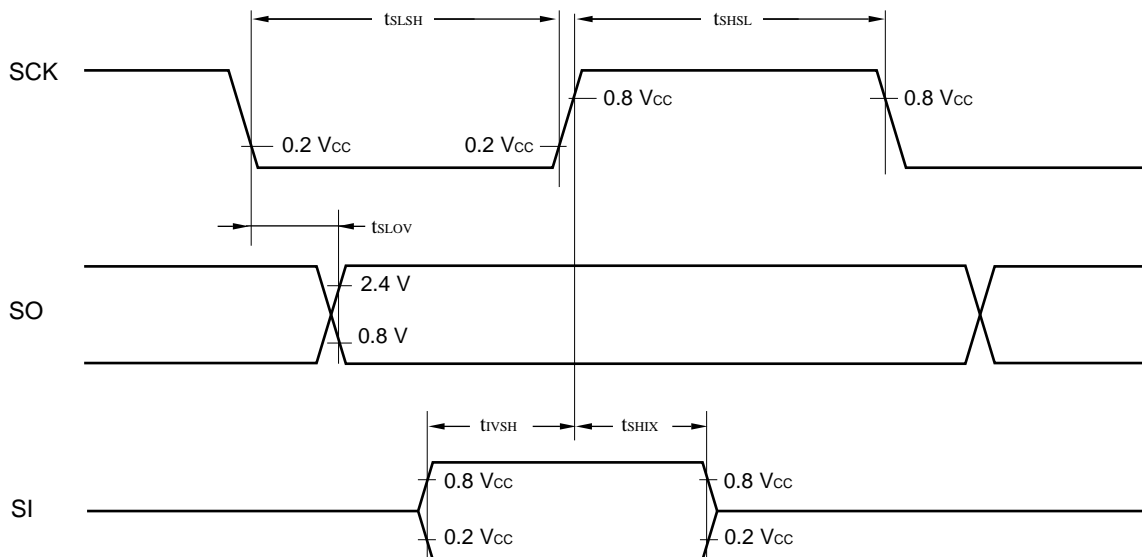 tSLSH tSHSL
SCK
0.8 VCC 0.8 VCC
0.2 VCC 0.2 VCC
tSLOV
2.4 V
SO
0.8 V
tIVSH tSHIX
0.8 VCC 0.8 VCC
SI
0.2 VCC 0.2 VCC